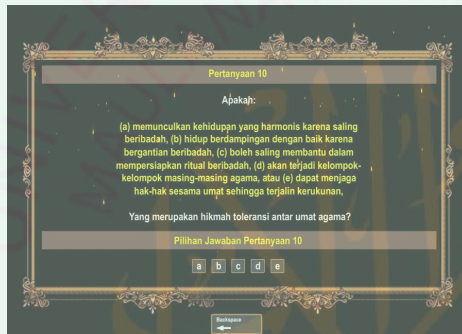 Pertanyaan 10
Apakah:
(a) memunculkan kehidupan yang harmonis karena saling
beribadah, (b) hidup berdampingan dengan baik karena
bergantian beribadah, (c) boleh saling membantu dalam
mempersiapkan ritual beribadah, (d) akan terjadi kelompok-
kelompok masing-masing agama, atau (e) dapat menjaga
hak-hak sesama umat sehingga terjalin kerukunan,
Yang merupakan hikmah toleransi antar umat agama?
Pilihan Jawaban Pertanyaan 10
a b c d e
Backspace